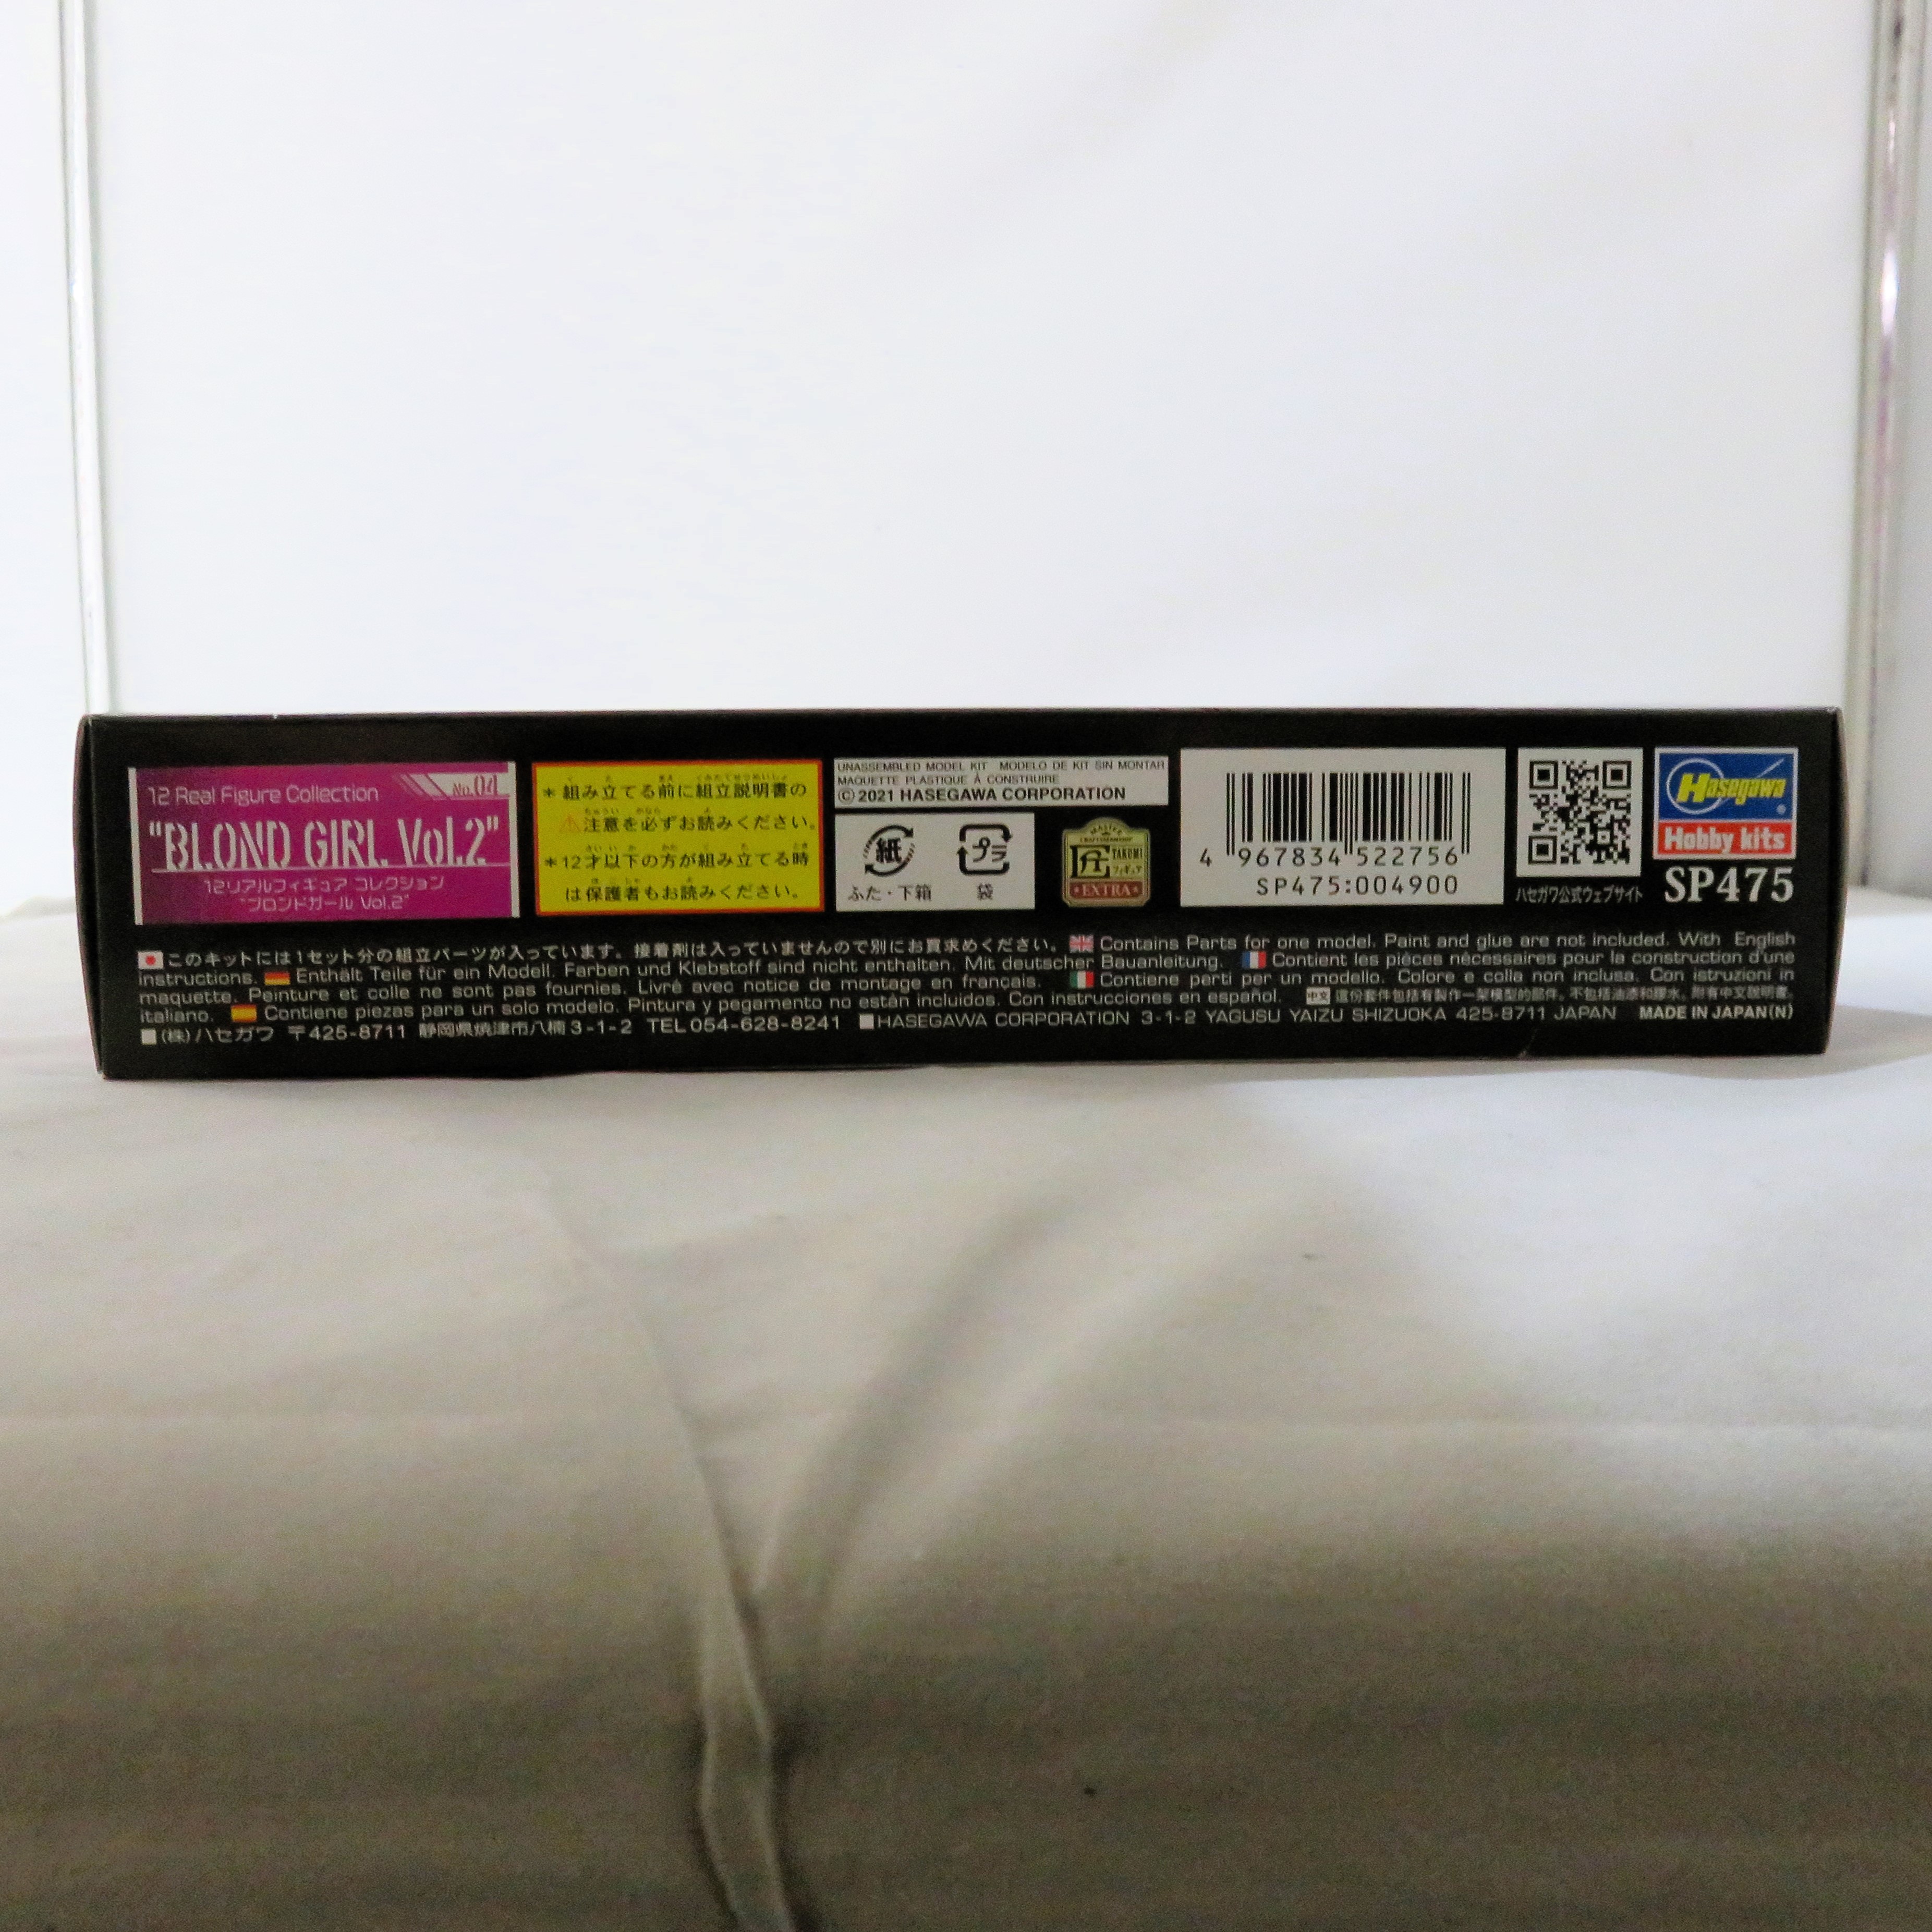 12 Real Figure Collection
"BLOND GIRL Vol.2"
12リアルフィギュア コレクション
"ブロンドガール Vol.2"
*組み立てる前に組立説明書の
注意を必ずお読みください。
*12才以下の方が組み立てる時
は保護者もお読みください。
UNASSEMBLED MODEL KIT MODELO DE KIT SIN MONTAR
MAQUETTE PLASTIQUE À CONSTRUIRE
©2021 HASEGAWA CORPORATION
紙
ふた・下箱
プラ
袋
匠
TAKUMI
フィギュア
EXTRA
4 967834 522756
SP475:004900
ハセガワ公式ウェブサイト
Hasegawa
Hobby kits
SP475
このキットには1セット分の組立パーツが入っています。接着剤は入っていませんので別にお買求めください。 Contains Parts for one model. Paint and glue are not included. With English
instructions. Enthält Teile für ein Modell. Farben und Klebstoff sind nicht enthalten. Mit deutscher Bauanleitung. Contient les pièces nécessaires pour la construction d'une
maquette. Peinture et colle ne sont pas fournies. Livré avec notice de montage en français. Contiene parti per un modello. Colore e colla non inclusa. Con istruzioni in
italiano. Contiene piezas para un solo modelo. Pintura y pegamento no están incluidos. Con instrucciones en español. 中文 這份套件包括有製作一架模型的部件。不包括油漆和膠水。附有中文説明書。
■(株)ハセガワ 〒425-8711 静岡県焼津市八楠3-1-2 TEL 054-628-8241 ■HASEGAWA CORPORATION 3-1-2 YAGUSU YAIZU SHIZUOKA 425-8711 JAPAN MADE IN JAPAN(N)